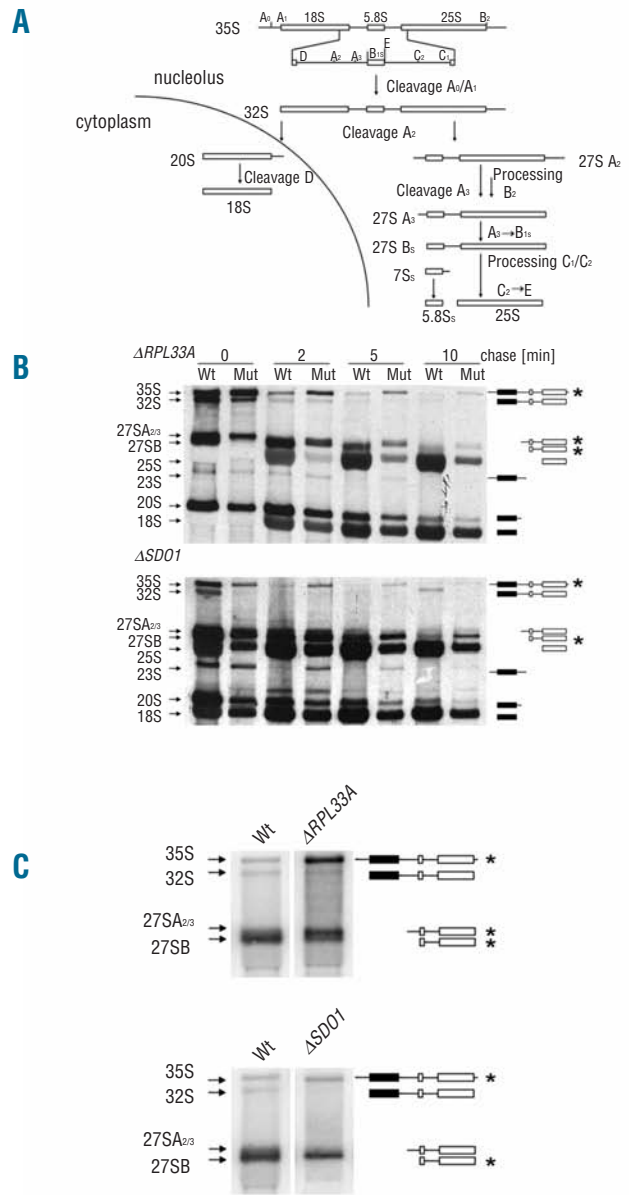 A
A₀ A₁ 18S 5.8S 25S B₂
35S
D A₂ A₃ B₁S E C₂ C₁
nucleolus
Cleavage A₀/A₁
cytoplasm
32S
Cleavage A₂
20S
27S A₂
Cleavage D
18S
Cleavage A₃
Processing
B₂
27S A₃
A₃→B₁s
27S Bs
Processing C₁/C₂
7Ss
C₂→E
5.8Ss 25S
B
ΔRPL33A 0 2 5 10 chase [min]
Wt Mut Wt Mut Wt Mut Wt Mut
35S *
32S
27SA₂/₃ *
27SB *
25S
23S
20S
18S
ΔSDO1
35S *
32S
27SA₂/₃
27SB *
25S
23S
20S
18S
C
Wt ΔRPL33A
35S *
32S
27SA₂/₃ *
27SB *
Wt ΔSDO1
35S *
32S
27SA₂/₃
27SB *